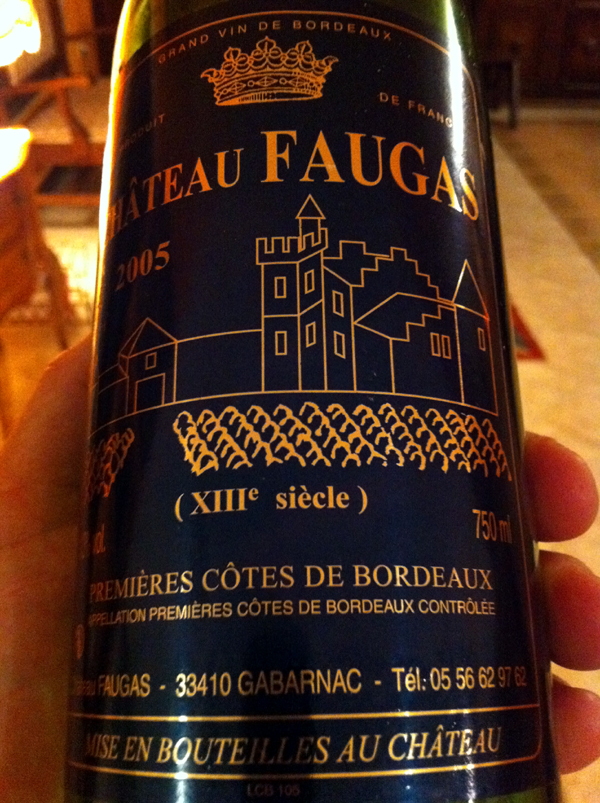 GRAND VIN DE BORDEAUX
DE FRANC
CHÂTEAU FAUGAS
2005
(XIIIe siècle)
vol. 750 ml
PREMIÈRES CÔTES DE BORDEAUX
APPELLATION PREMIÈRES CÔTES DE BORDEAUX CONTRÔLÉE
FAUGAS - 33410 GABARNAC - Tél: 05 56 62 97 62
MISE EN BOUTEILLES AU CHÂTEAU
LCB 105